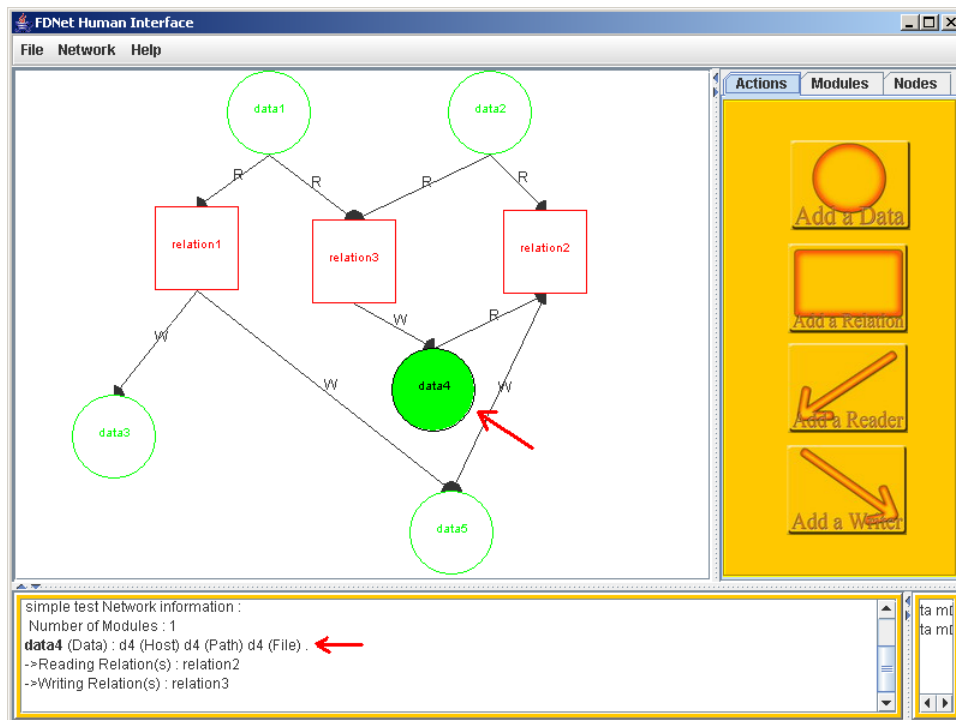 FDNet Human Interface
File Network Help
Actions Modules Nodes
data1
data2
R
R
R
R
relation1
relation3
relation2
Add a Data
Add a Relation
Add a Reader
Add a Writer
W
W
R
W
W
data4
data3
data5
simple test Network information :
Number of Modules : 1
data4 (Data) : d4 (Host) d4 (Path) d4 (File) .
->Reading Relation(s) : relation2
->Writing Relation(s) : relation3